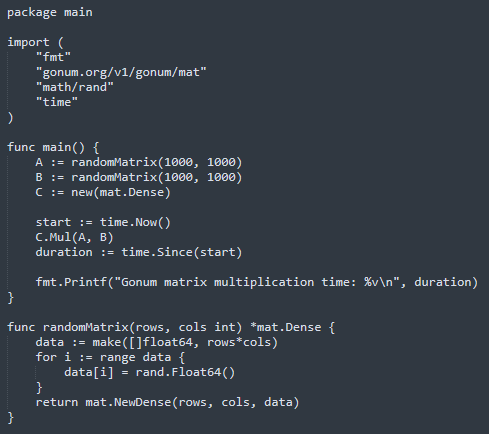 package main

import (
    "fmt"
    "gonum.org/v1/gonum/mat"
    "math/rand"
    "time"
)

func main() {
    A := randomMatrix(1000, 1000)
    B := randomMatrix(1000, 1000)
    C := new(mat.Dense)

    start := time.Now()
    C.Mul(A, B)
    duration := time.Since(start)

    fmt.Printf("Gonum matrix multiplication time: %v\n", duration)
}

func randomMatrix(rows, cols int) *mat.Dense {
    data := make([]float64, rows*cols)
    for i := range data {
        data[i] = rand.Float64()
    }
    return mat.NewDense(rows, cols, data)
}